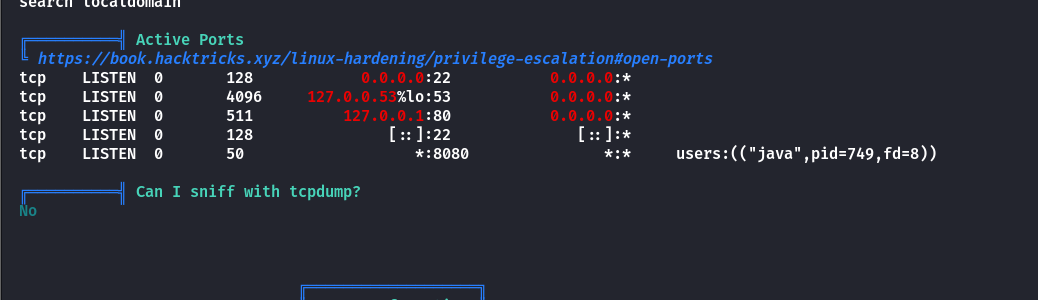 search localdomain
Active Ports
https://book.hacktricks.xyz/linux-hardening/privilege-escalation#open-ports
tcp    LISTEN  0       128            0.0.0.0:22           0.0.0.0:*
tcp    LISTEN  0       4096     127.0.0.53%lo:53           0.0.0.0:*
tcp    LISTEN  0       511          127.0.0.1:80           0.0.0.0:*
tcp    LISTEN  0       128               [::]:22              [::]:*
tcp    LISTEN  0       50                   *:8080               *:*     users:(("java",pid=749,fd=8))
Can I sniff with tcpdump?
No